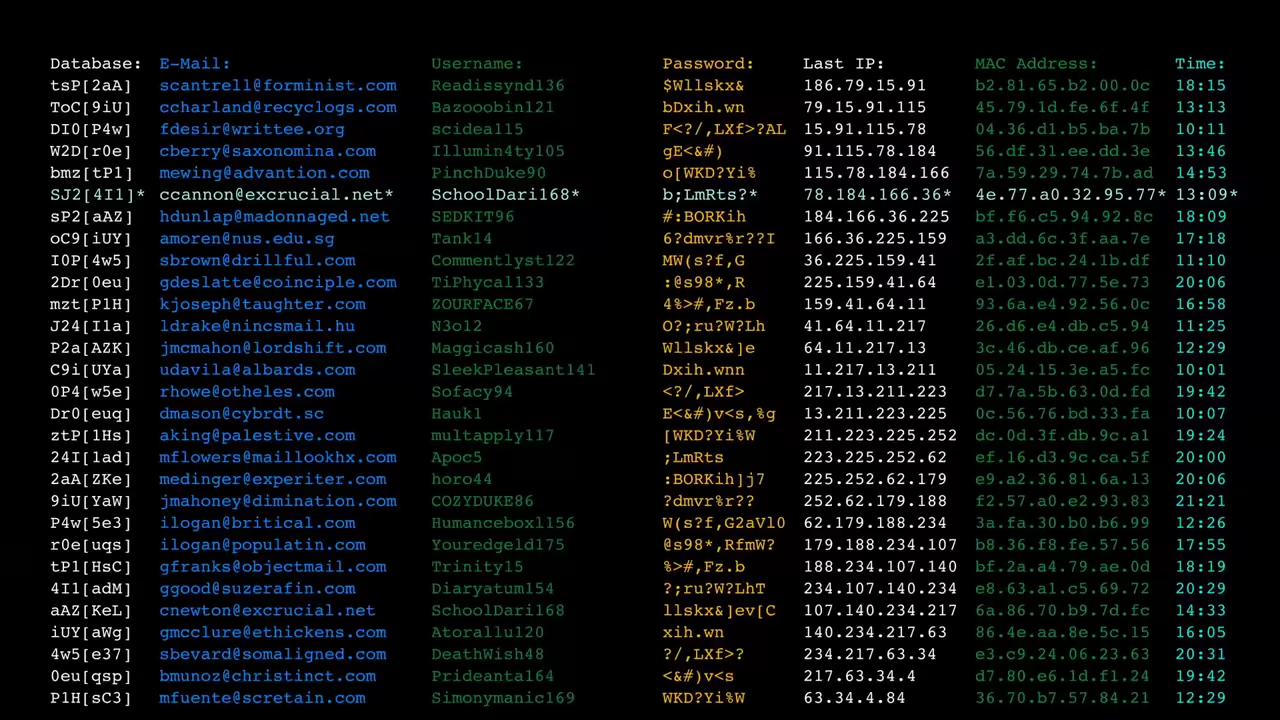 Database: E-Mail: Username: Password: Last IP: MAC Address: Time:
tsP[2aA] scantrell@forminist.com Readissynd136 $Wllskx& 186.79.15.91 b2.81.65.b2.00.0c 18:15
ToC[9iU] ccharland@recyclogs.com Bazooobin121 bDxih.wn 79.15.91.115 45.79.1d.fe.6f.4f 13:13
DI0[P4w] fdesir@writtee.org scidea115 F<?/,LXf>?AL 15.91.115.78 04.36.d1.b5.ba.7b 10:11
W2D[r0e] cberry@saxonomina.com Illumin4ty105 gE<&#) 91.115.78.184 56.df.31.ee.dd.3e 13:46
bmz[tP1] mewing@advantion.com PinchDuke90 o[WKD?Yi% 115.78.184.166 7a.59.29.74.7b.ad 14:53
SJ2[4I1]* ccannon@excrucial.net* SchoolDari168* b;LmRts?* 78.184.166.36* 4e.77.a0.32.95.77* 13:09*
sP2[aAZ] hdunlap@madonnaged.net SEDKIT96 #:BORKih 184.166.36.225 bf.f6.c5.94.92.8c 18:09
oC9[iUY] amoren@nus.edu.sg Tank14 6?dmvr%r??I 166.36.225.159 a3.dd.6c.3f.aa.7e 17:18
I0P[4w5] sbrown@drillful.com Commentlyst122 MW(s?f,G 36.225.159.41 2f.af.bc.24.1b.df 11:10
2Dr[0eu] gdeslatte@coinciple.com TiPhycal133 :@s98*,R 225.159.41.64 e1.03.0d.77.5e.73 20:06
mzt[P1H] kjoseph@taughter.com ZOURFACE67 4%>#,Fz.b 159.41.64.11 93.6a.e4.92.56.0c 16:58
J24[I1a] ldrake@nincsmail.hu N3o12 O?;ru?W?Lh 41.64.11.217 26.d6.e4.db.c5.94 11:25
P2a[AZK] jmcmahon@lordshift.com Maggicash160 Wllskx&]e 64.11.217.13 3c.46.db.ce.af.96 12:29
C9i[UYa] udavila@albards.com SleekPleasant141 Dxih.wnn 11.217.13.211 05.24.15.3e.a5.fc 10:01
0P4[w5e] rhowe@otheles.com Sofacy94 <?/,LXf> 217.13.211.223 d7.7a.5b.63.0d.fd 19:42
Dr0[euq] dmason@cybrdt.sc Hauk1 E<&#)v<s,%g 13.211.223.225 0c.56.76.bd.33.fa 10:07
ztP[1Hs] aking@palestive.com multapply117 [WKD?Yi%W 211.223.225.252 dc.0d.3f.db.9c.a1 19:24
24I[1ad] mflowers@maillookhx.com Apoc5 ;LmRts 223.225.252.62 ef.16.d3.9c.ca.5f 20:00
2aA[ZKe] medinger@experiter.com horo44 :BORKih]j7 225.252.62.179 e9.a2.36.81.6a.13 20:06
9iU[YaW] jmahoney@dimination.com COZYDUKE86 ?dmvr%r?? 252.62.179.188 f2.57.a0.e2.93.83 21:21
P4w[5e3] ilogan@britical.com Humancebox1156 W(s?f,G2aVl0 62.179.188.234 3a.fa.30.b0.b6.99 12:26
r0e[uqs] ilogan@populatin.com Youredgeld175 @s98*,RfmW? 179.188.234.107 b8.36.f8.fe.57.56 17:55
tP1[HsC] gfranks@objectmail.com Trinity15 %>#,Fz.b 188.234.107.140 bf.2a.a4.79.ae.0d 18:19
4I1[adM] ggood@suzerafin.com Diaryatum154 ?;ru?W?LhT 234.107.140.234 e8.63.a1.c5.69.72 20:29
aAZ[KeL] cnewton@excrucial.net SchoolDari168 llskx&]ev[C 107.140.234.217 6a.86.70.b9.7d.fc 14:33
iUY[aWg] gmcclure@ethickens.com Atorallu120 xih.wn 140.234.217.63 86.4e.aa.8e.5c.15 16:05
4w5[e37] sbevard@somaligned.com DeathWish48 ?/,LXf>? 234.217.63.34 e3.c9.24.06.23.63 20:31
0eu[qsp] bmunoz@christinct.com Prideanta164 <&#)v<s 217.63.34.4 d7.80.e6.1d.f1.24 19:42
P1H[sC3] mfuente@scretain.com Simonymanic169 WKD?Yi%W 63.34.4.84 36.70.b7.57.84.21 12:29